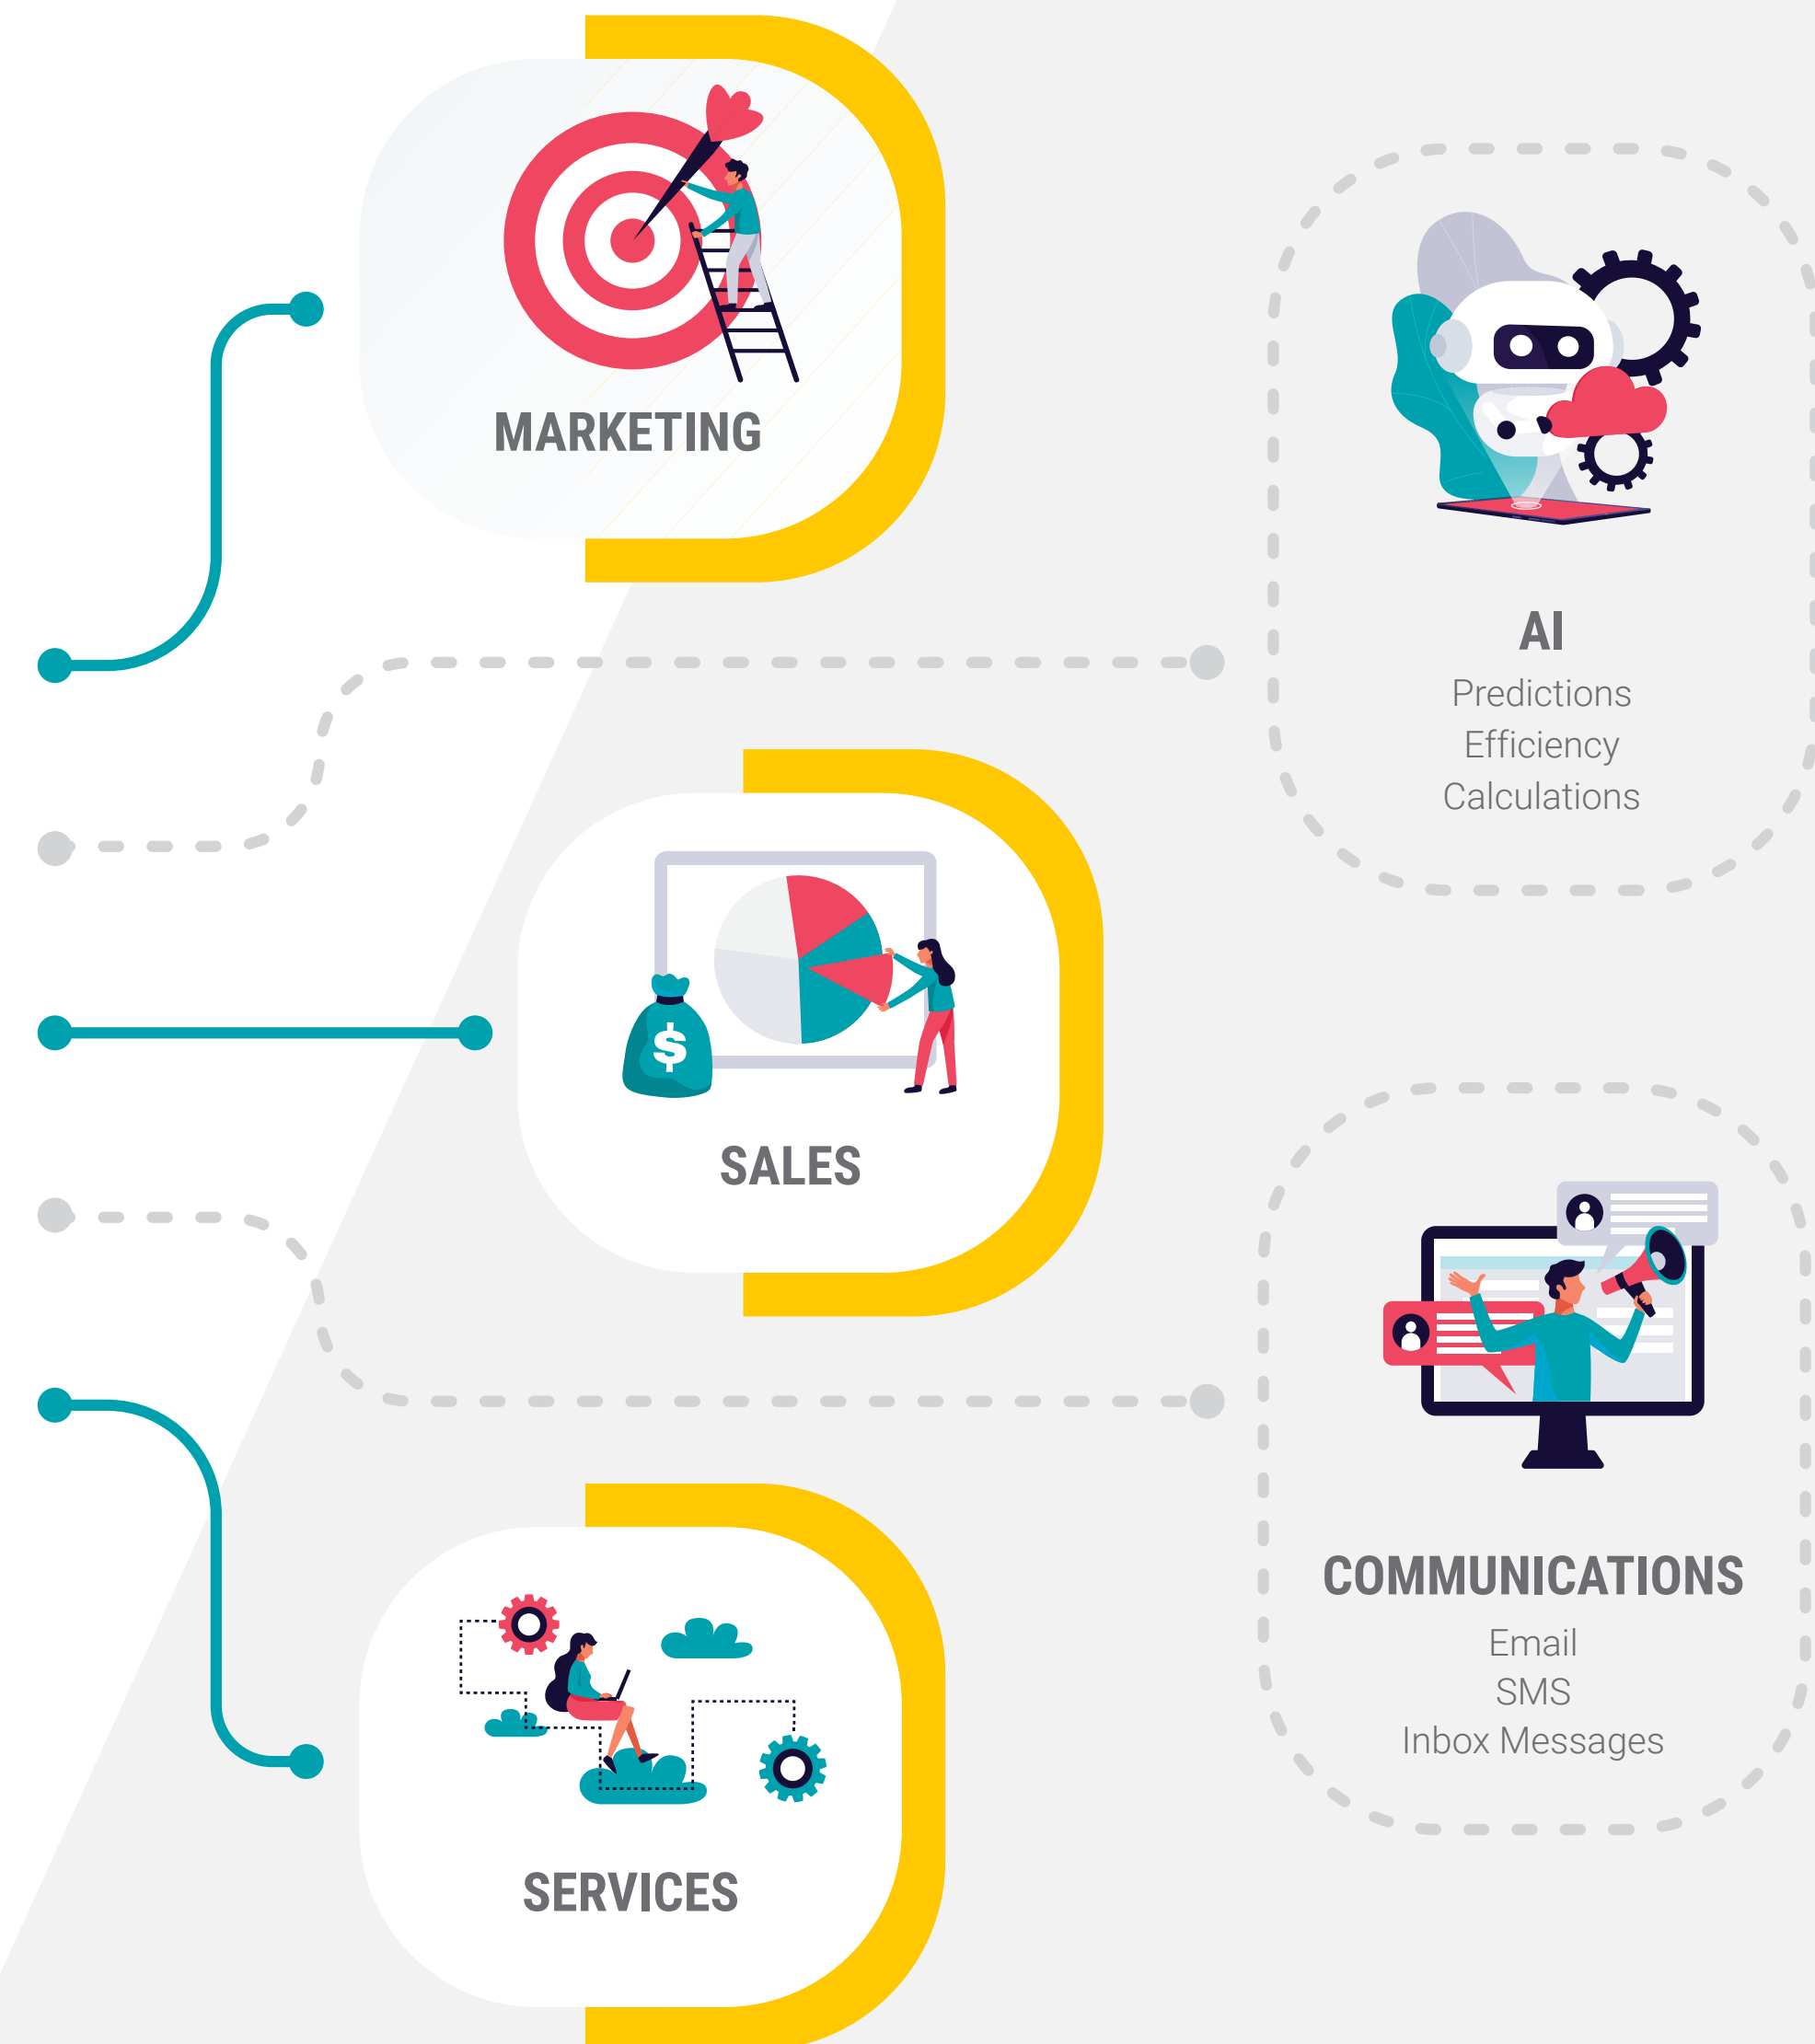 MARKETING
AI
Predictions
Efficiency
Calculations
$
SALES
COMMUNICATIONS
Email
SMS
Inbox Messages
SERVICES